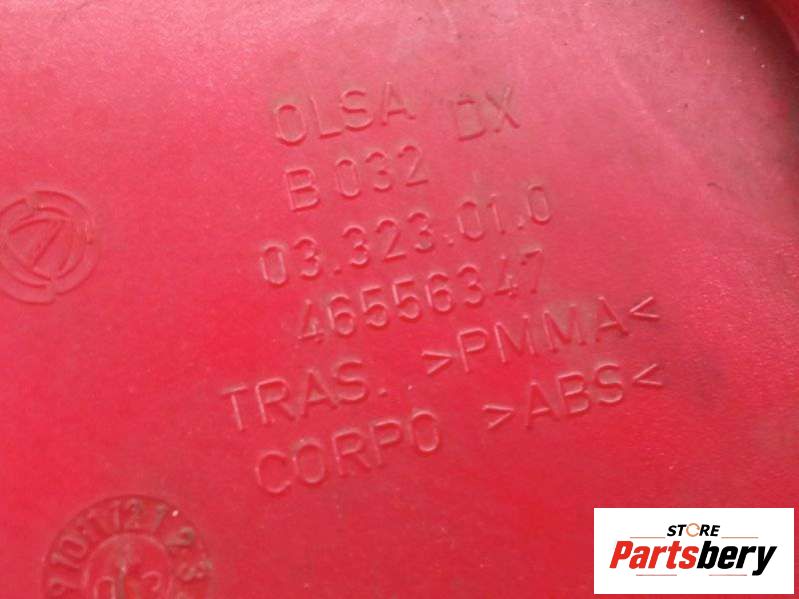 OLSA DX
B 032
03.323.01.0
46556347
TRAS. >PMMA<
CORPO >ABS<
STORE
Partsbery